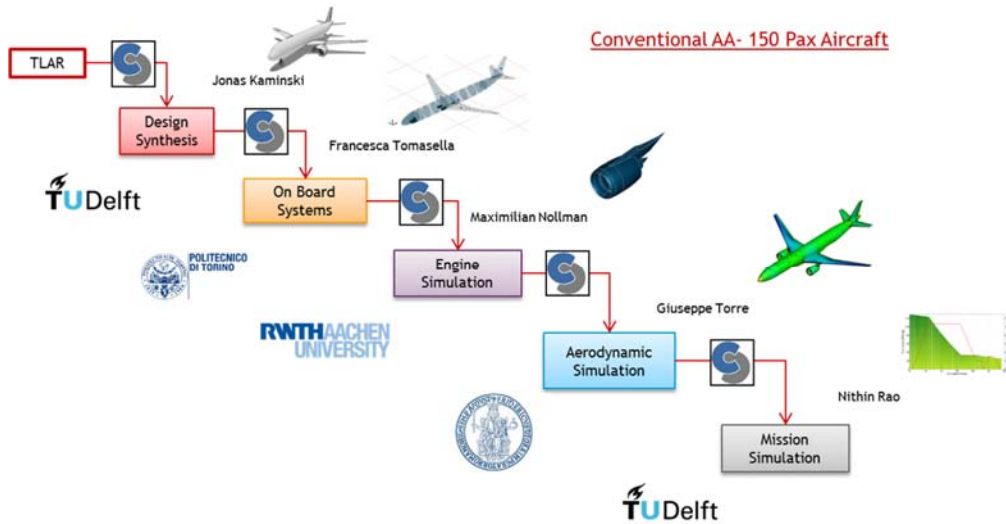 Conventional AA- 150 Pax Aircraft
TLAR
Jonas Kaminski
Design
Synthesis
Francesca Tomasella
TUDelft
On Board
Systems
Maximilian Nollman
POLITECNICO
DI TORINO
Engine
Simulation
Giuseppe Torre
RWTHAACHEN
UNIVERSITY
Aerodynamic
Simulation
Nithin Rao
Mission
Simulation
TUDelft